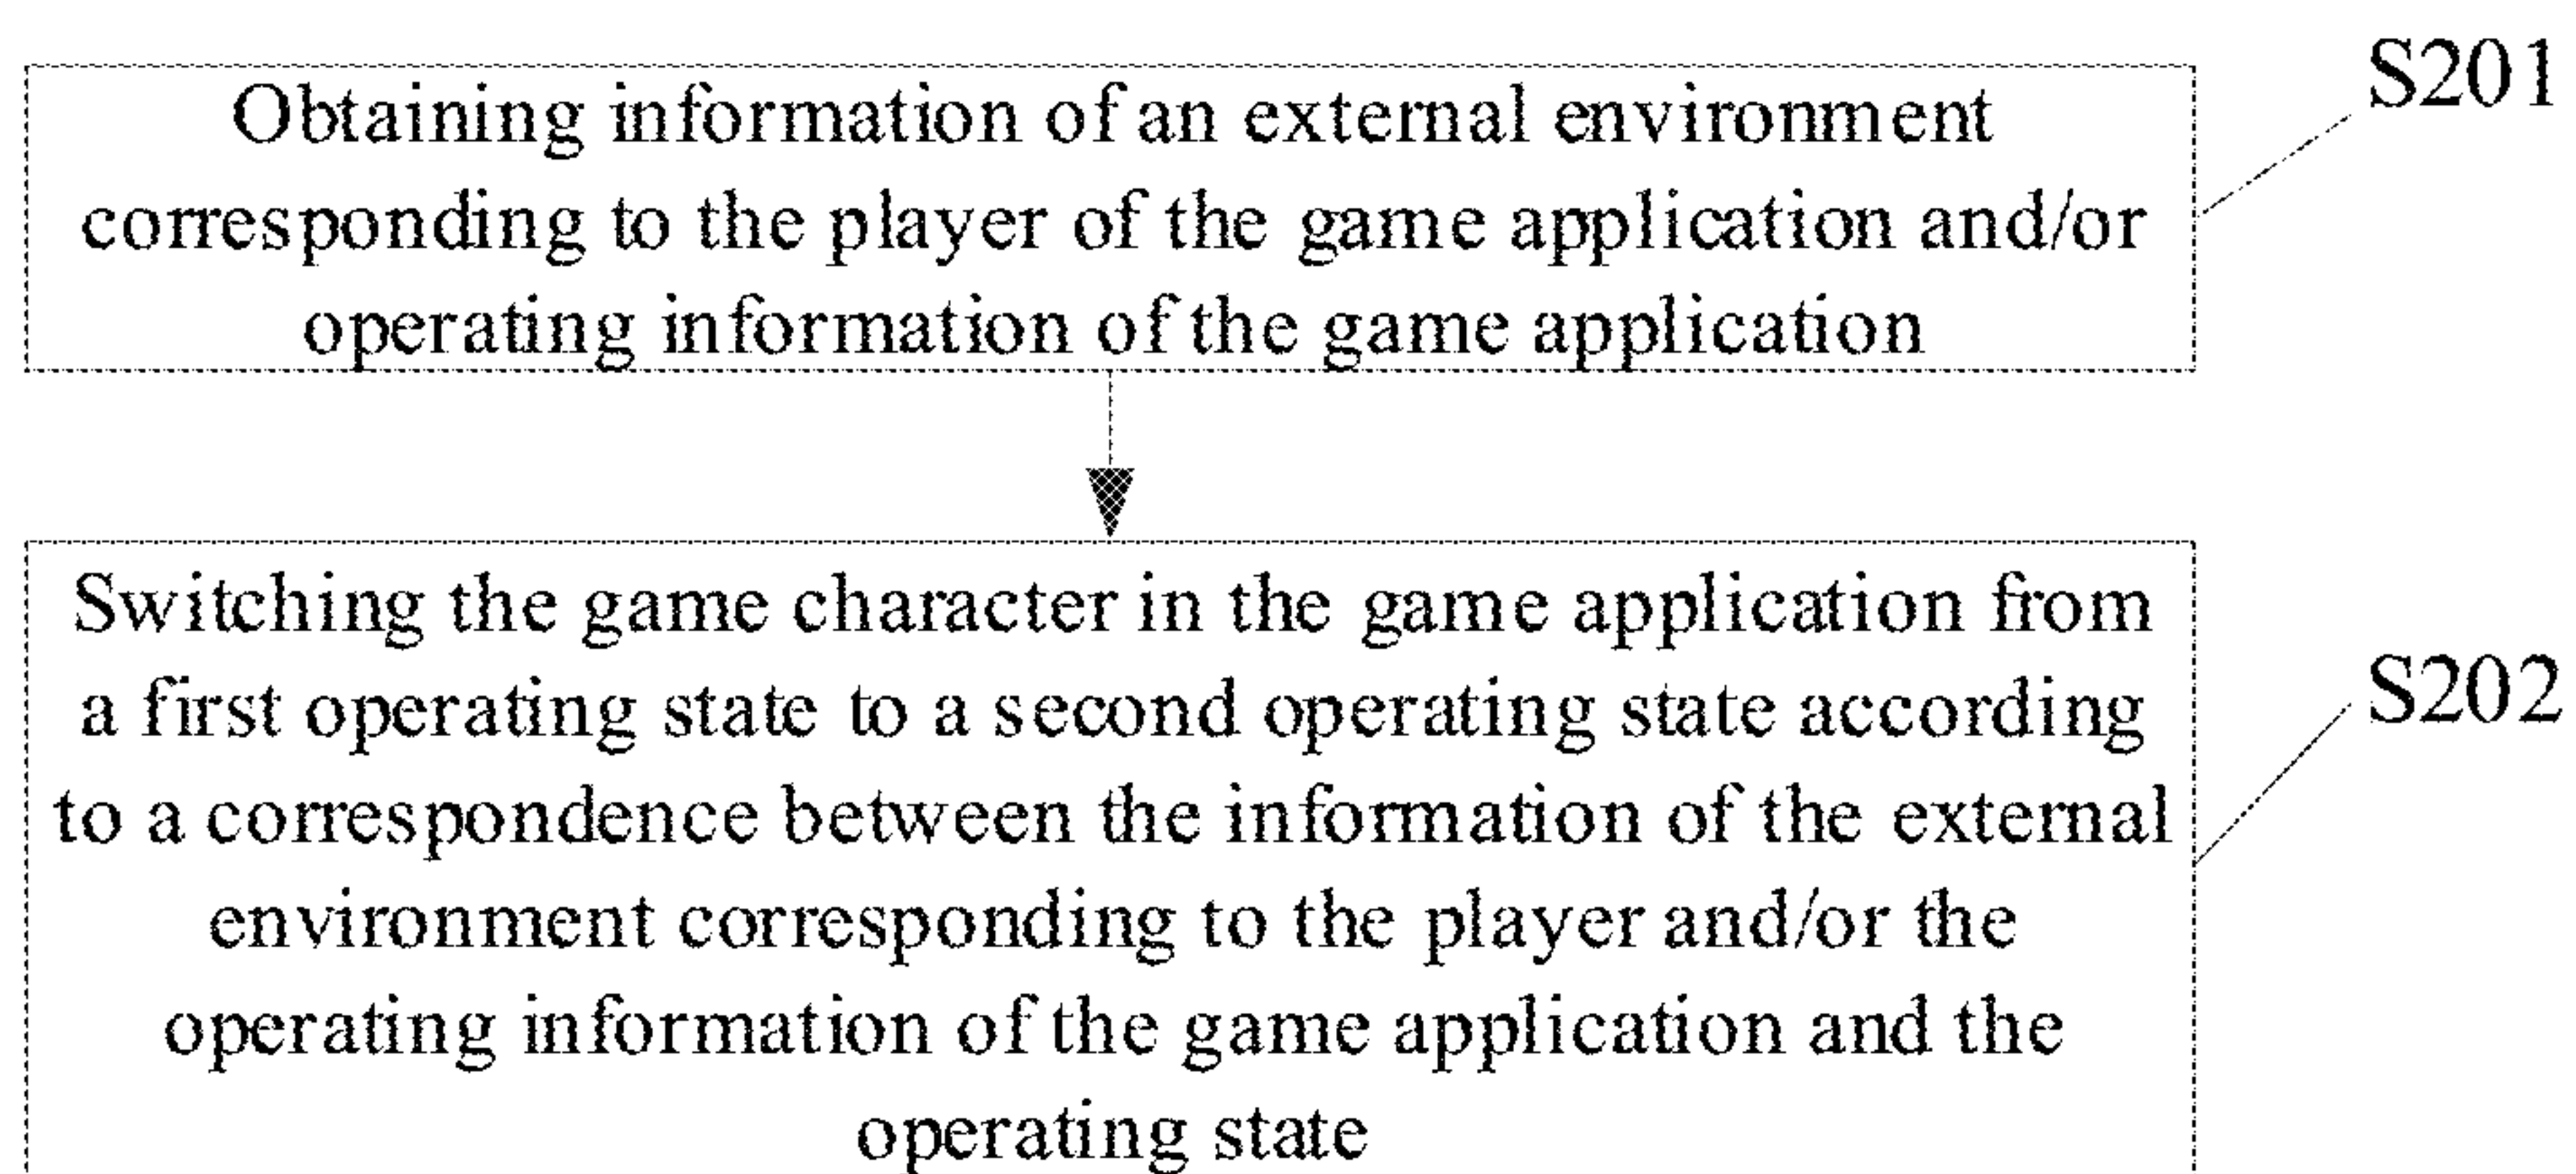 S201
Obtaining information of an external environment
corresponding to the player of the game application and/or
operating information of the game application
Switching the game character in the game application from
a first operating state to a second operating state according
S202
to a correspondence between the information of the external
environment corresponding to the player and/or the
operating information of the game application and the
operating state